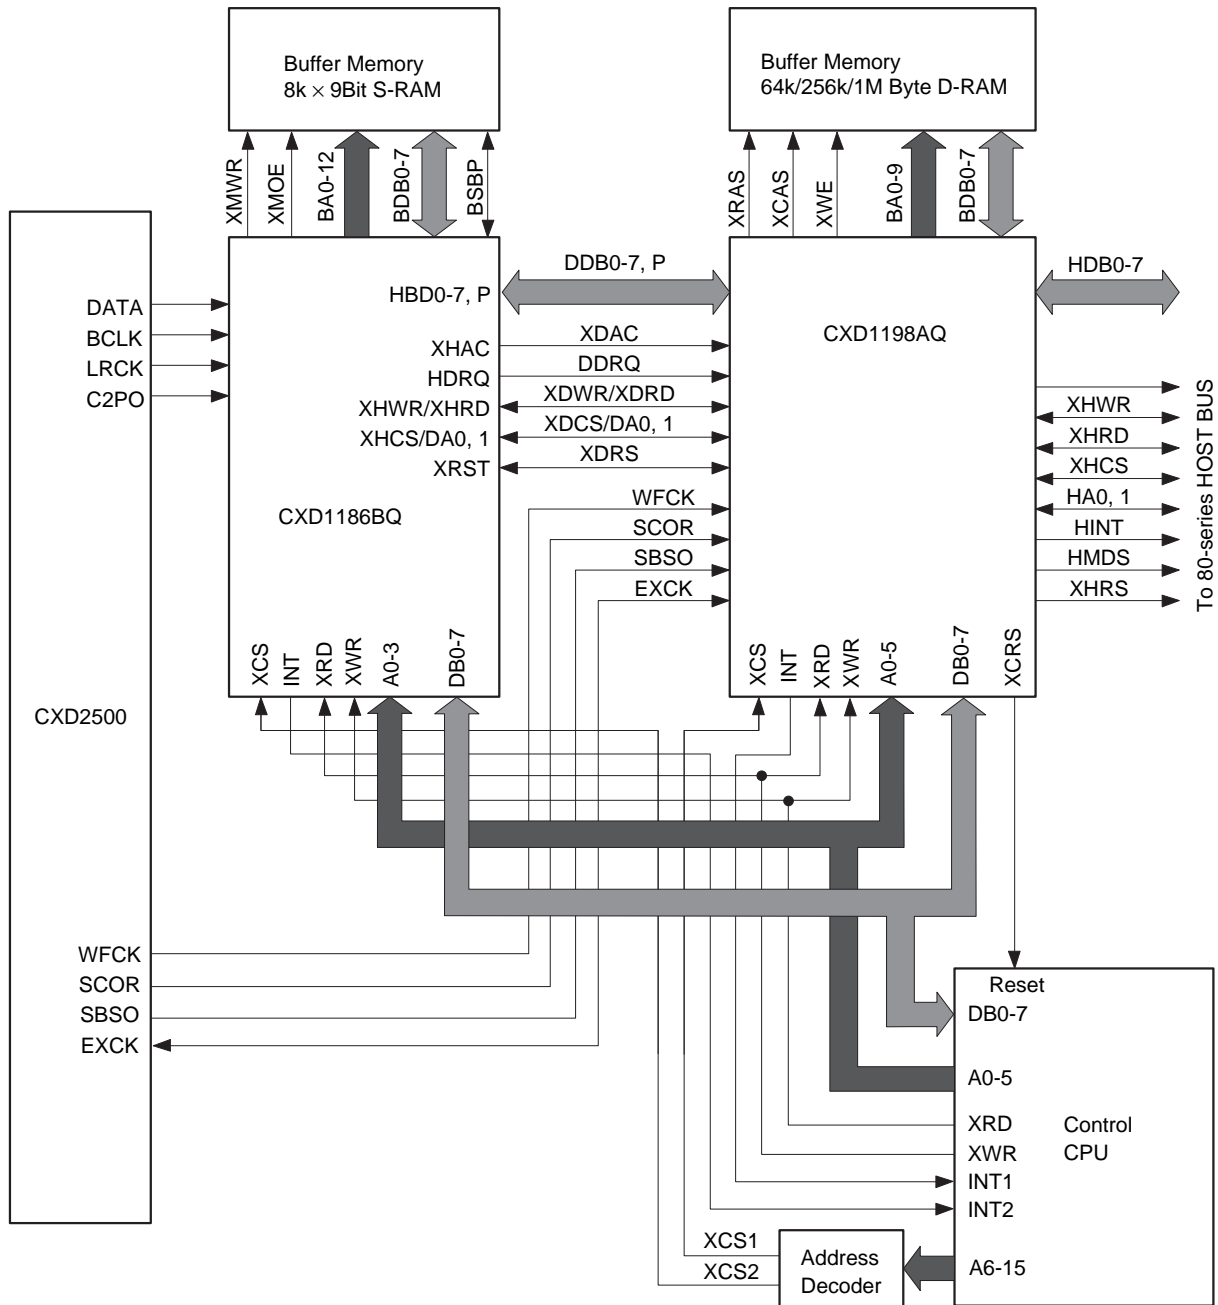 Buffer Memory
8k × 9Bit S-RAM
Buffer Memory
64k/256k/1M Byte D-RAM
XMWR
XMOE
BA0-12
BDB0-7
BSBP
XRAS
XCAS
XWE
BA0-9
BDB0-7
DATA
BCLK
LRCK
C2PO
HBD0-7, P
XHAC
HDRQ
XHWR/XHRD
XHCS/DA0, 1
XRST
CXD1186BQ
DDB0-7, P
XDAC
DDRQ
XDWR/XDRD
XDCS/DA0, 1
XDRS
WFCK
SCOR
SBSO
EXCK
CXD1198AQ
HDB0-7
XHWR
XHRD
XHCS
HA0, 1
HINT
HMDS
XHRS
To 80-series HOST BUS
XCS
INT
XRD
XWR
A0-3
DB0-7
XCS
INT
XRD
XWR
A0-5
DB0-7
XCRS
CXD2500
WFCK
SCOR
SBSO
EXCK
Reset
DB0-7
A0-5
XRD
XWR
INT1
INT2
A6-15
Control
CPU
XCS1
XCS2
Address
Decoder